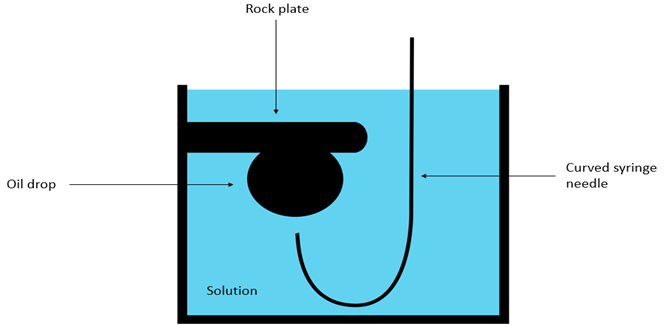 Rock plate
Oil drop
Curved syringe
needle
Solution